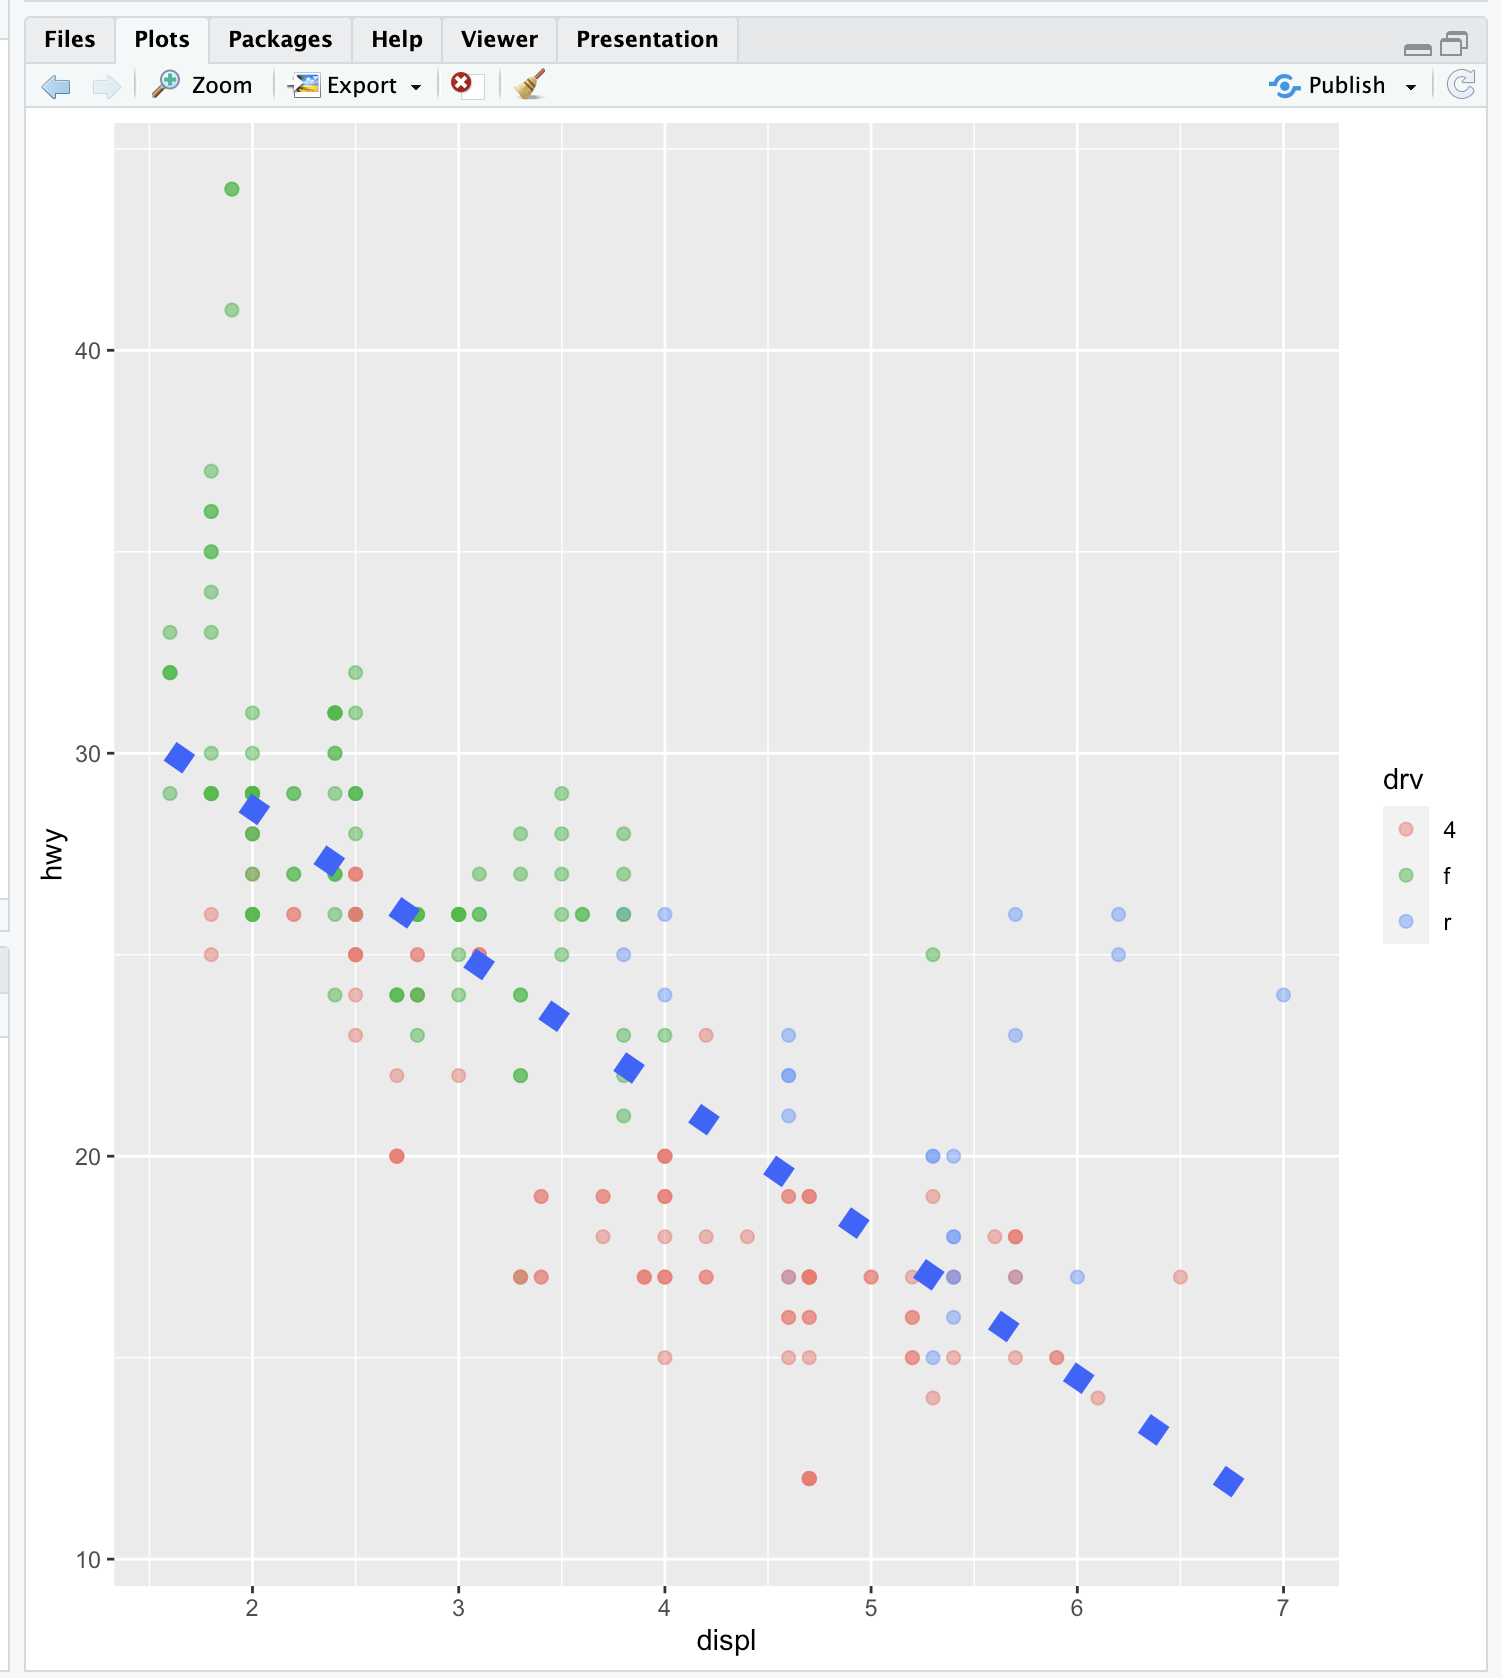 Files Plots Packages Help Viewer Presentation
Zoom Export Publish
40
30
20
10
hwy
2 3 4 5 6 7
displ
drv
4
f
r